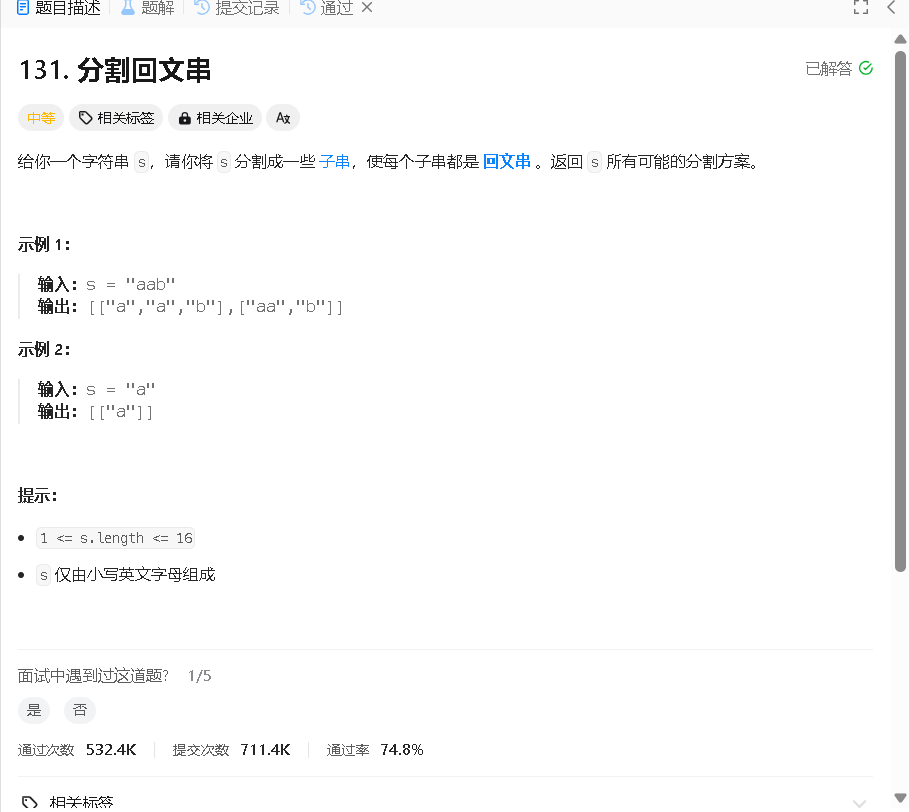 题目描述 题解 提交记录 通过
131. 分割回文串
已解答
中等 相关标签 相关企业 Az
给你一个字符串 s，请你将 s 分割成一些 子串，使每个子串都是 回文串 。返回 s 所有可能的分割方案。
示例 1：
输入：s = "aab"
输出：[["a","a","b"],["aa","b"]]
示例 2：
输入：s = "a"
输出：[["a"]]
提示：
1 <= s.length <= 16
s 仅由小写英文字母组成
面试中遇到过这道题? 1/5
是 否
通过次数 532.4K 提交次数 711.4K 通过率 74.8%
相关标签